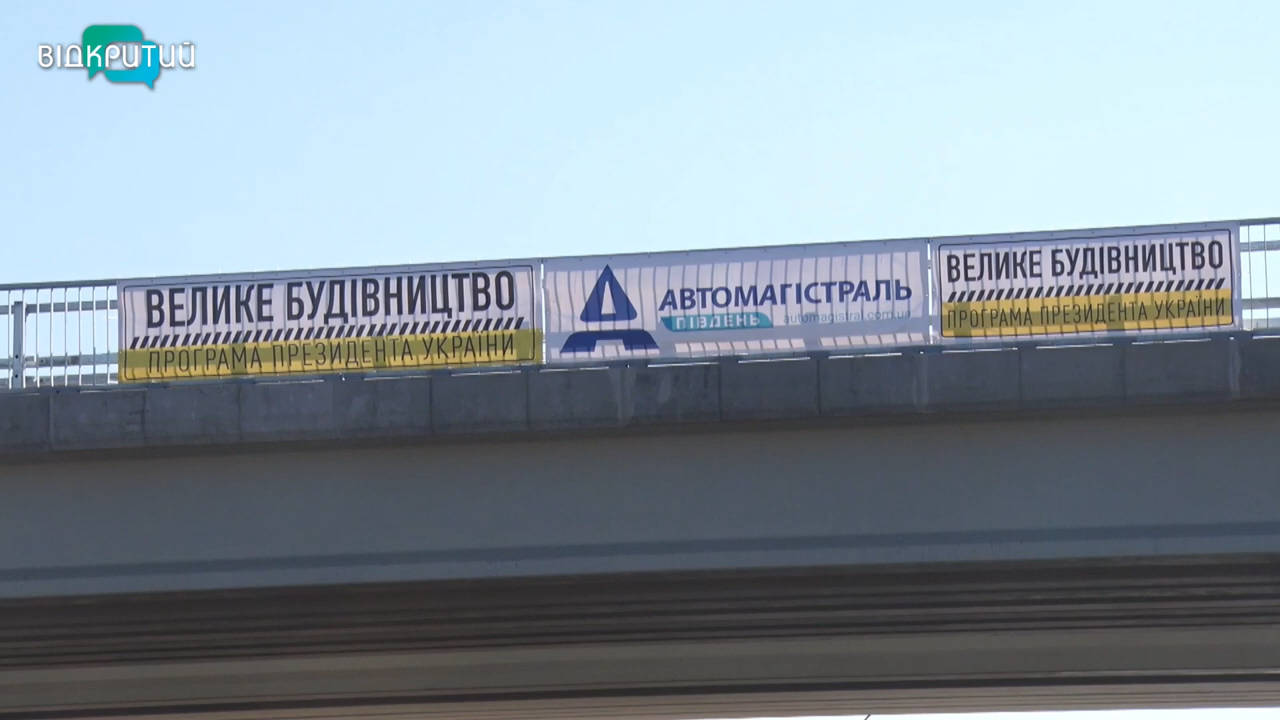 ВІДКРИТИЙ
ВЕЛИКЕ БУДІВНИЦТВО
ПРОГРАМА ПРЕЗИДЕНТА УКРАЇНИ
АВТОМАГІСТРАЛЬ
ПІВДЕНЬ
automagistral.com.ua
ВЕЛИКЕ БУДІВНИЦТВО
ПРОГРАМА ПРЕЗИДЕНТА УКРАЇНИ